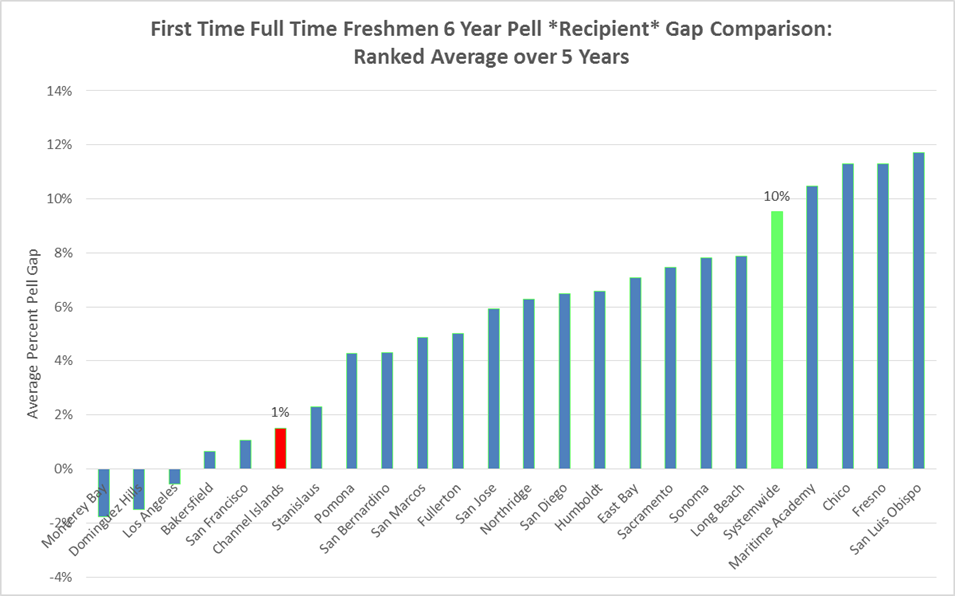 First Time Full Time Freshmen 6 Year Pell *Recipient* Gap Comparison:
Ranked Average over 5 Years
Average Percent Pell Gap
14%
12%
10%
8%
6%
4%
2%
0%
-2%
-4%
1%
10%
Monterey Bay
Dominguez Hills
Los Angeles
Bakersfield
San Francisco
Channel Islands
Stanislaus
Pomona
San Bernardino
San Marcos
Fullerton
San Jose
Northridge
San Diego
Humboldt
East Bay
Sacramento
Sonoma
Long Beach
Systemwide
Maritime Academy
Chico
Fresno
San Luis Obispo